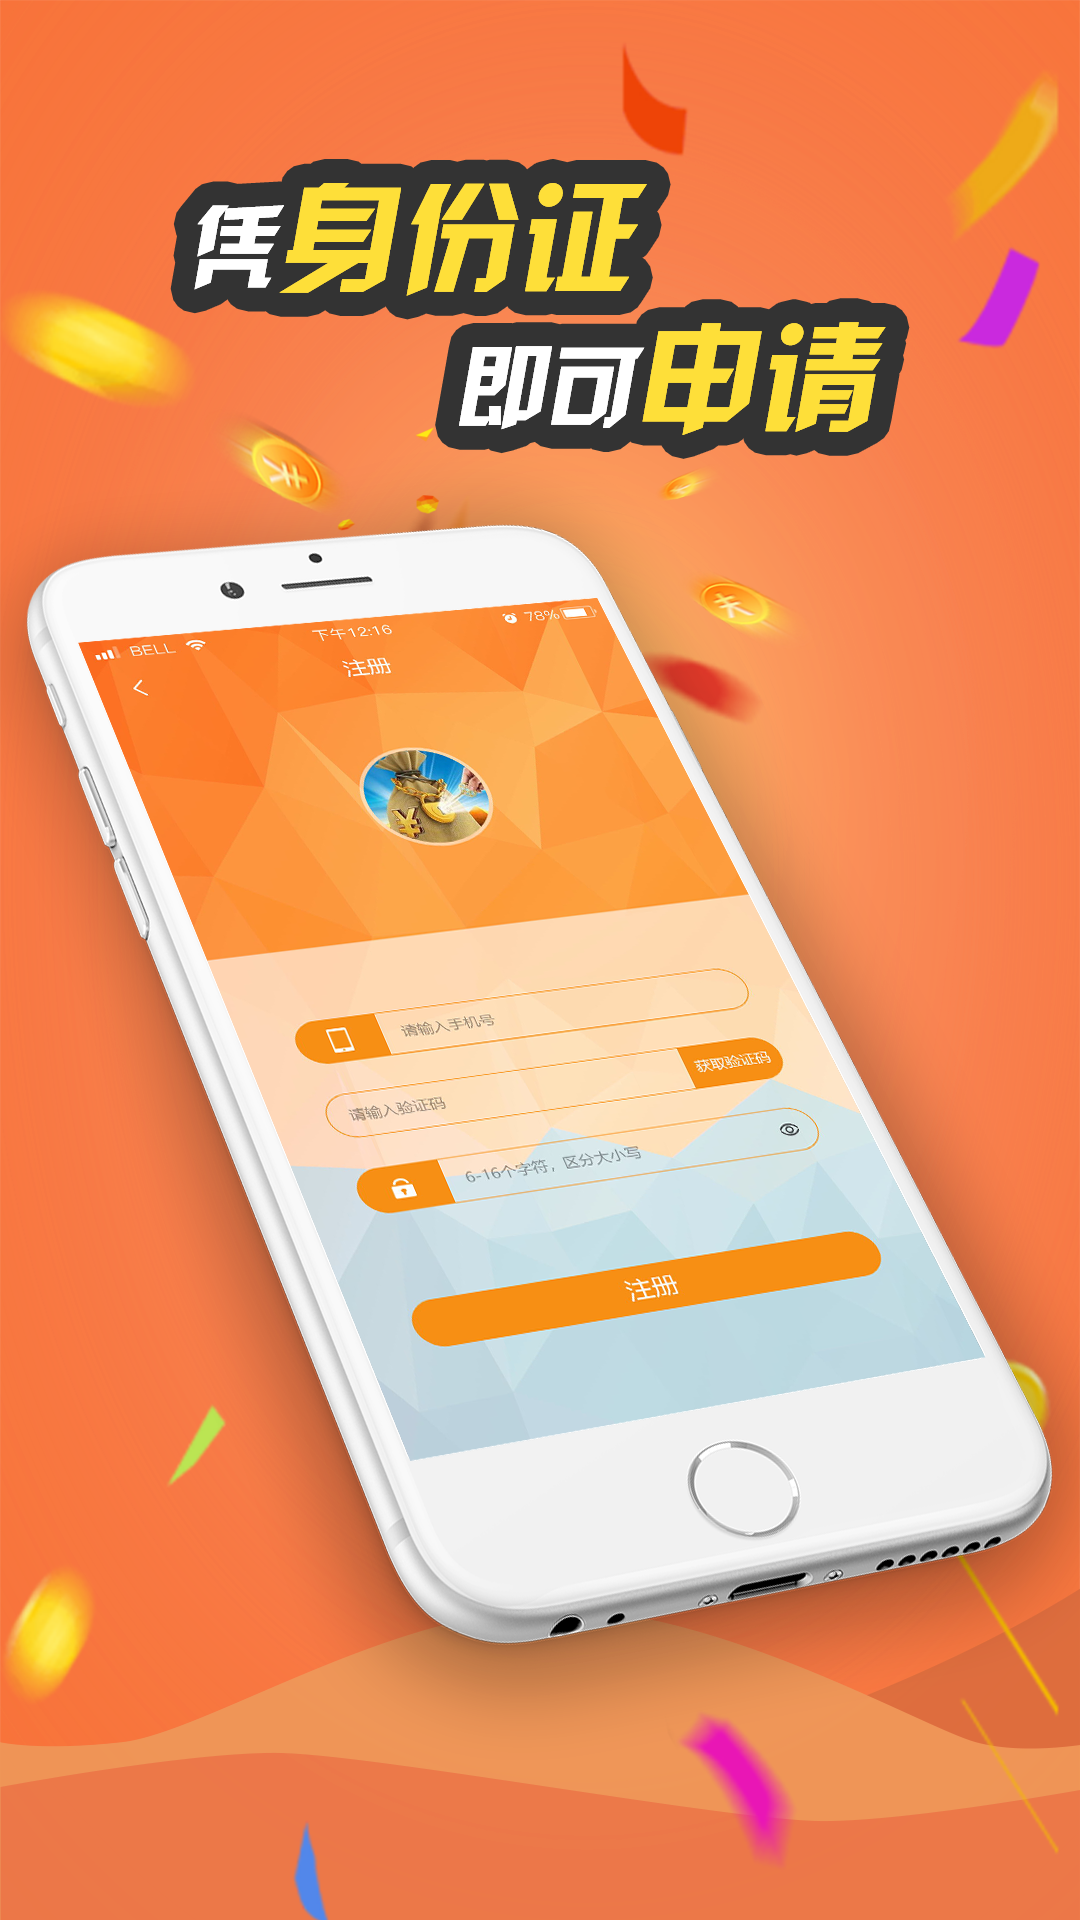 凭身份证
即可申请
BELL
下午12:16
78%
注册
¥
请输入手机号
请输入验证码
获取验证码
6-16个字符，区分大小写
注册